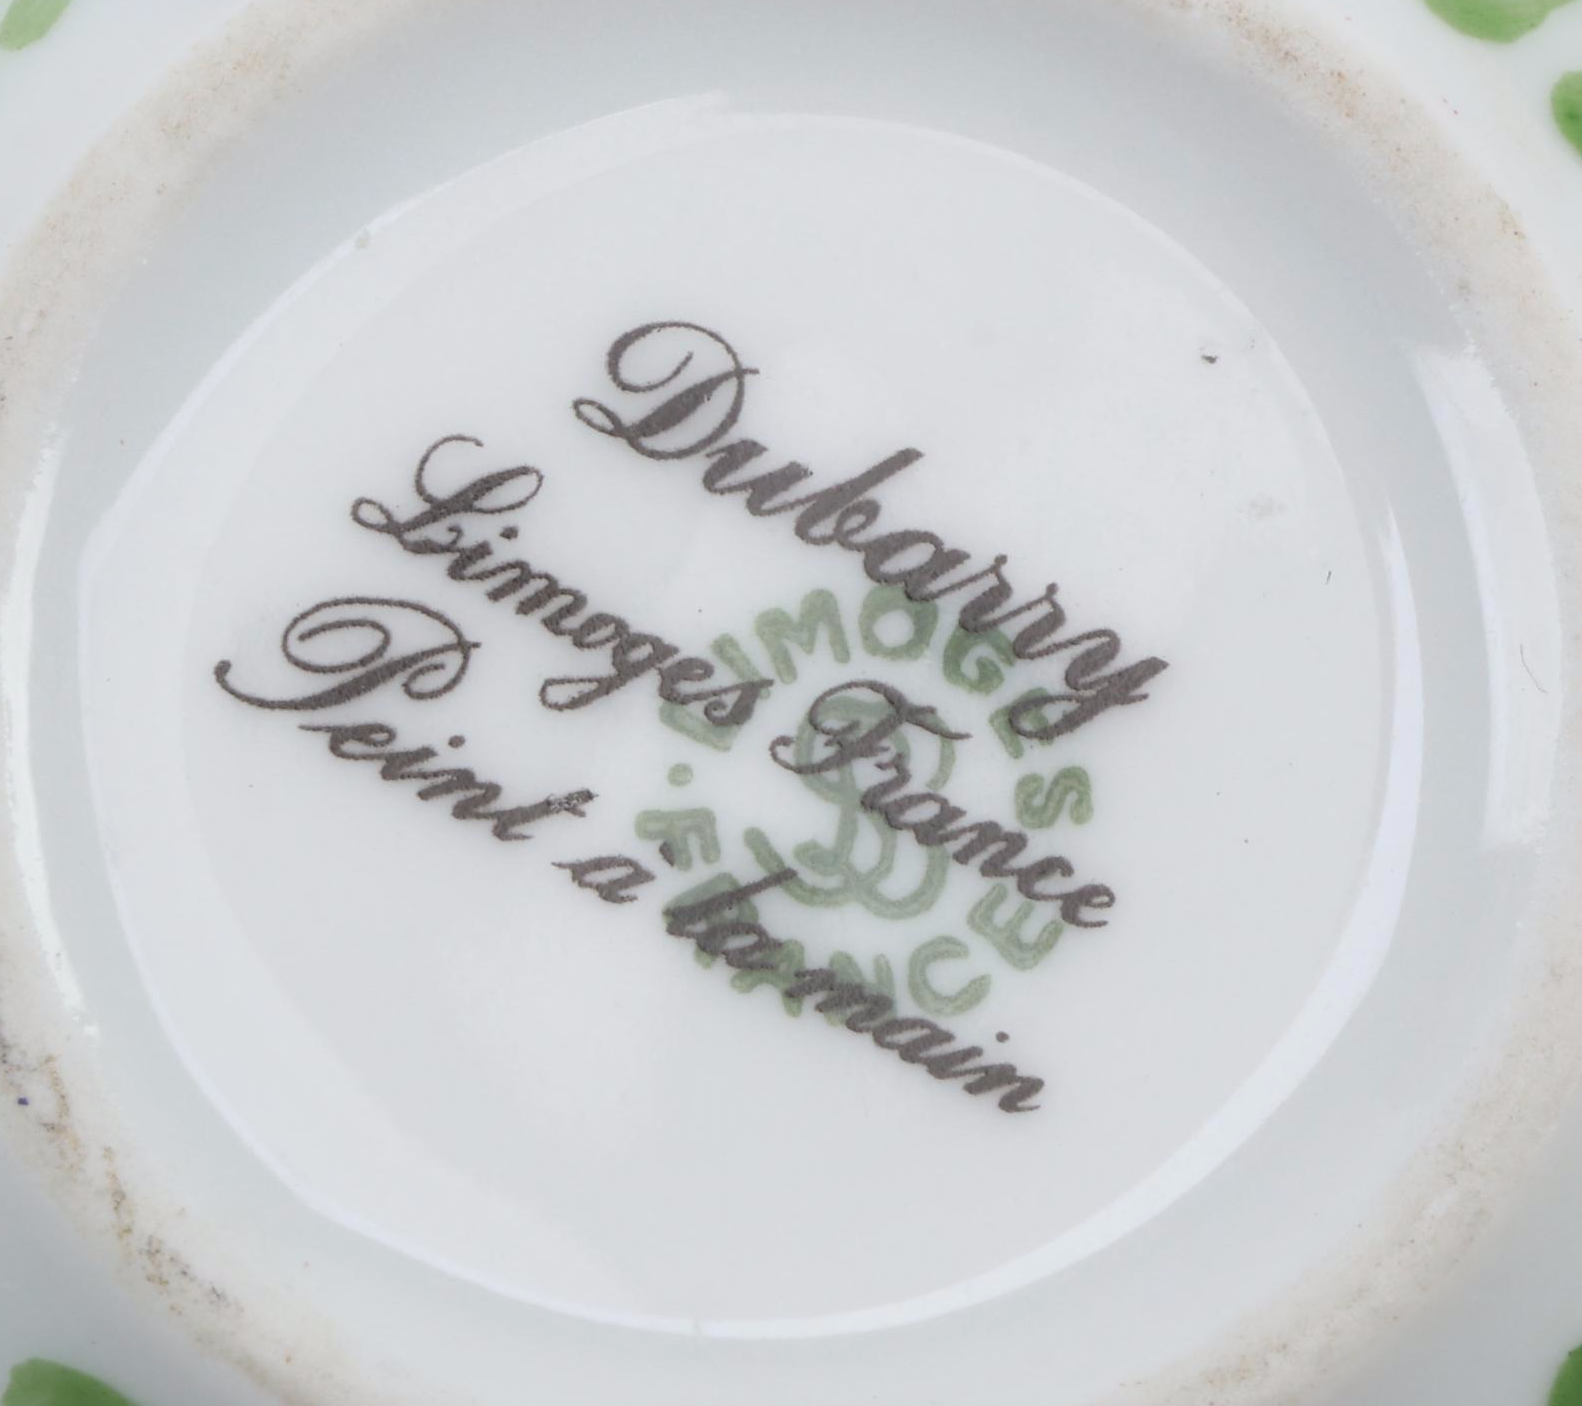 Dubarry
Limoges France
Peint à la main
LIMOGES
FRANCE